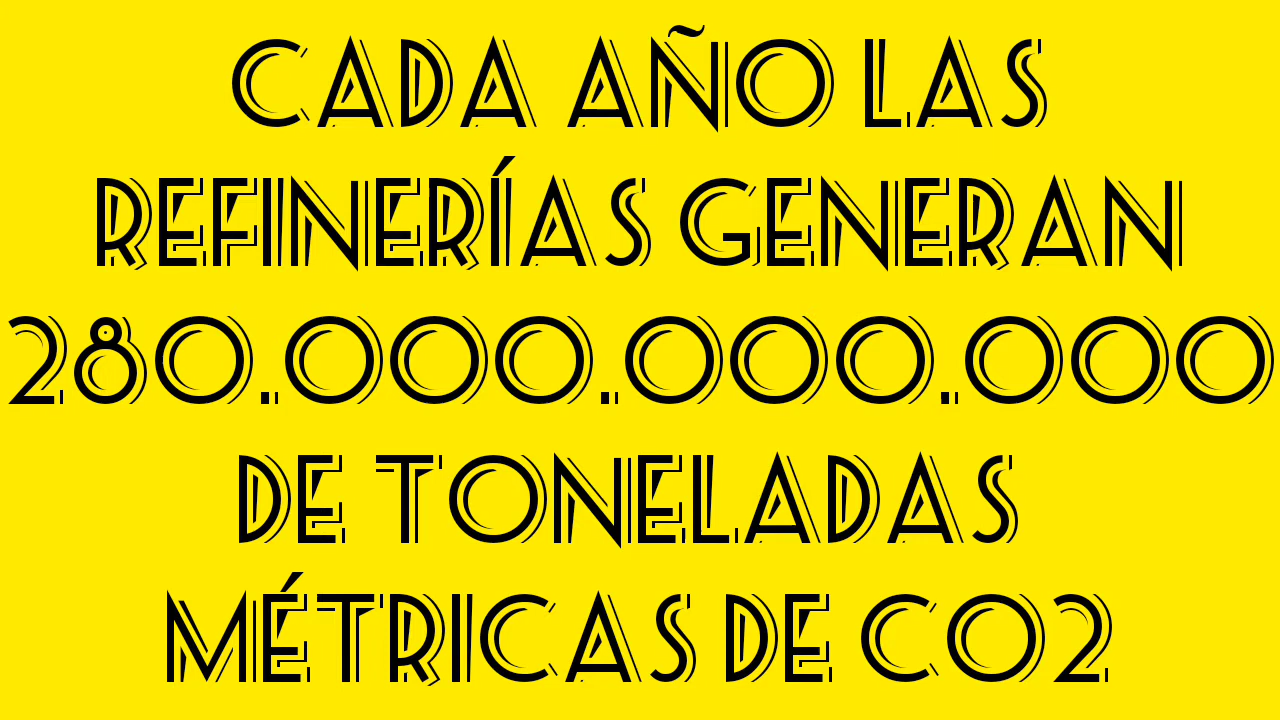 CADA AÑO LAS
REFINERÍAS GENERAN
280.000.000.000
DE TONELADAS
MÉTRICAS DE CO2